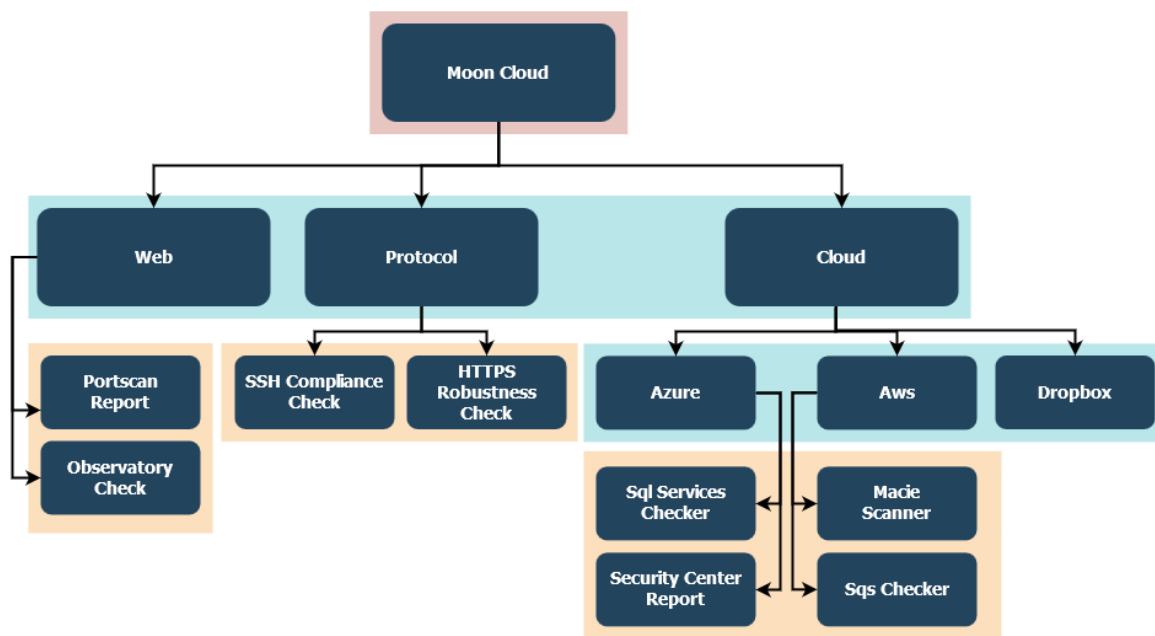 Moon Cloud
Web
Protocol
Cloud
Portscan
Report
Observatory
Check
SSH Compliance
Check
HTTPS
Robustness
Check
Azure
Aws
Dropbox
Sql Services
Checker
Macie
Scanner
Security Center
Report
Sqs Checker